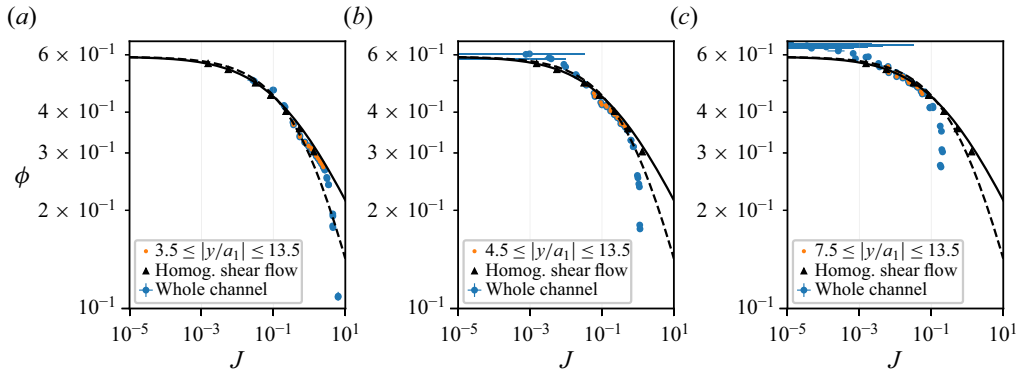 (a)
(b)
(c)
6 × 10⁻¹
4 × 10⁻¹
3 × 10⁻¹
2 × 10⁻¹
10⁻¹
ϕ
3.5 ≤ |y/a₁| ≤ 13.5
Homog. shear flow
Whole channel
10⁻⁵
10⁻³
10⁻¹
10¹
J
6 × 10⁻¹
4 × 10⁻¹
3 × 10⁻¹
2 × 10⁻¹
10⁻¹
4.5 ≤ |y/a₁| ≤ 13.5
Homog. shear flow
Whole channel
10⁻⁵
10⁻³
10⁻¹
10¹
J
6 × 10⁻¹
4 × 10⁻¹
3 × 10⁻¹
2 × 10⁻¹
10⁻¹
7.5 ≤ |y/a₁| ≤ 13.5
Homog. shear flow
Whole channel
10⁻⁵
10⁻³
10⁻¹
10¹
J